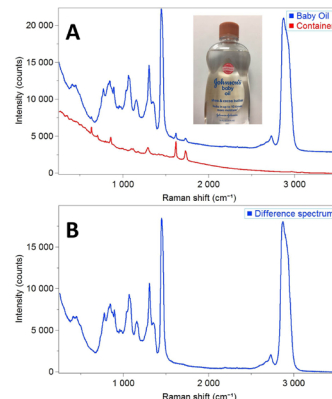 A
Baby Oil
Container
Intensity (counts)
20 000
15 000
10 000
5 000
0
Johnson's
baby
oil
1 000
2 000
3 000
Raman shift (cm⁻¹)
B
Difference spectrum
Intensity (counts)
15 000
10 000
5 000
0
1 000
2 000
3 000
Raman shift (cm⁻¹)